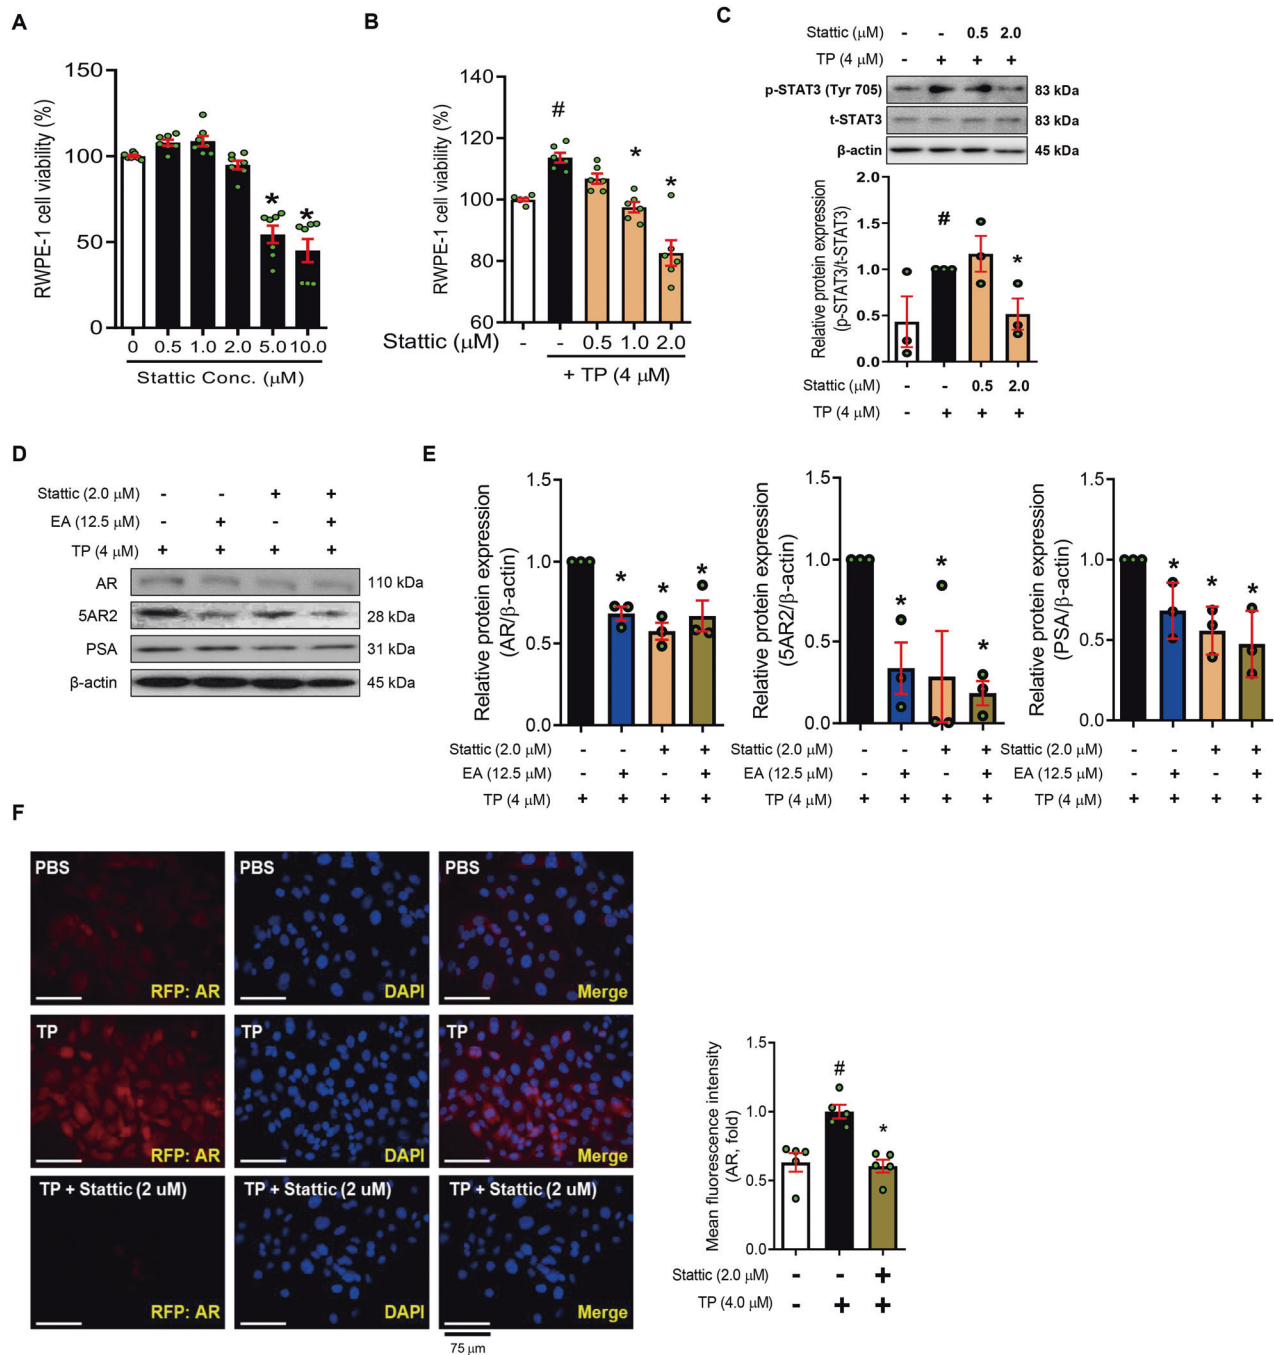 A
RWPE-1 cell viability (%)
150
100
50
0
0 0.5 1.0 2.0 5.0 10.0
* *
Stattic Conc. (μM)
B
RWPE-1 cell viability (%)
140
120
100
80
60
# * *
Stattic (μM) - - 0.5 1.0 2.0
+ TP (4 μM)
C
Stattic (μM) - - 0.5 2.0
TP (4 μM) - + + +
p-STAT3 (Tyr 705) 83 kDa
t-STAT3 83 kDa
β-actin 45 kDa
Relative protein expression
(p-STAT3/t-STAT3)
2.0
1.5
1.0
0.5
0.0
# *
Stattic (μM) - - 0.5 2.0
TP (4 μM) - + + +
D
Stattic (2.0 μM) - - + +
EA (12.5 μM) - + - +
TP (4 μM) + + + +
AR 110 kDa
5AR2 28 kDa
PSA 31 kDa
β-actin 45 kDa
E
Relative protein expression
(AR/β-actin)
1.5
1.0
0.5
0.0
* * *
Stattic (2.0 μM) - - + +
EA (12.5 μM) - + - +
TP (4 μM) + + + +
Relative protein expression
(5AR2/β-actin)
1.5
1.0
0.5
0.0
* * *
Stattic (2.0 μM) - - + +
EA (12.5 μM) - + - +
TP (4 μM) + + + +
Relative protein expression
(PSA/β-actin)
1.5
1.0
0.5
0.0
* * *
Stattic (2.0 μM) - - + +
EA (12.5 μM) - + - +
TP (4 μM) + + + +
F
PBS
RFP: AR
PBS
DAPI
PBS
Merge
TP
RFP: AR
TP
DAPI
TP
Merge
TP + Stattic (2 uM)
RFP: AR
TP + Stattic (2 uM)
DAPI
TP + Stattic (2 uM)
Merge
75 μm
Mean fluorescence intensity
(AR, fold)
1.5
1.0
0.5
0.0
# *
Stattic (2.0 μM) - - +
TP (4.0 μM) - + +